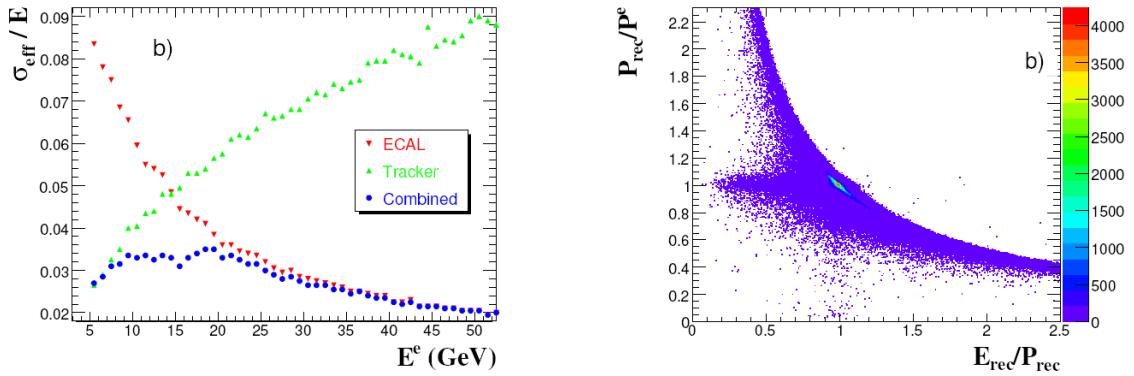 σeff / E
0.09
0.08
0.07
0.06
0.05
0.04
0.03
0.02
b)
ECAL
Tracker
Combined
5 10 15 20 25 30 35 40 45 50
E^e (GeV)
P_rec/P^e
2.2
2
1.8
1.6
1.4
1.2
1
0.8
0.6
0.4
0.2
0
b)
0 0.5 1 1.5 2 2.5
E_rec/P_rec
4000
3500
3000
2500
2000
1500
1000
500
0